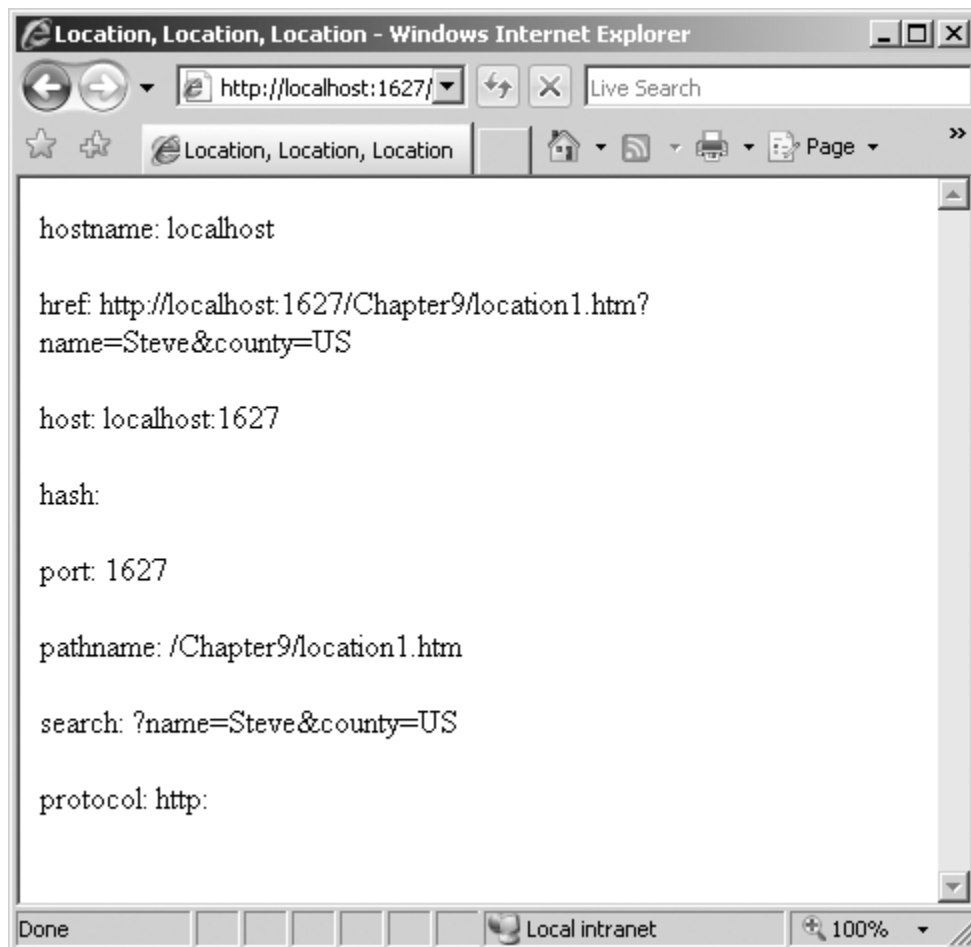 Location, Location, Location - Windows Internet Explorer
http://localhost:1627/
Live Search
Location, Location, Location
Page
hostname: localhost
href: http://localhost:1627/Chapter9/location1.htm?
name=Steve&county=US
host: localhost:1627
hash:
port: 1627
pathname: /Chapter9/location1.htm
search: ?name=Steve&county=US
protocol: http:
Done
Local intranet
100%